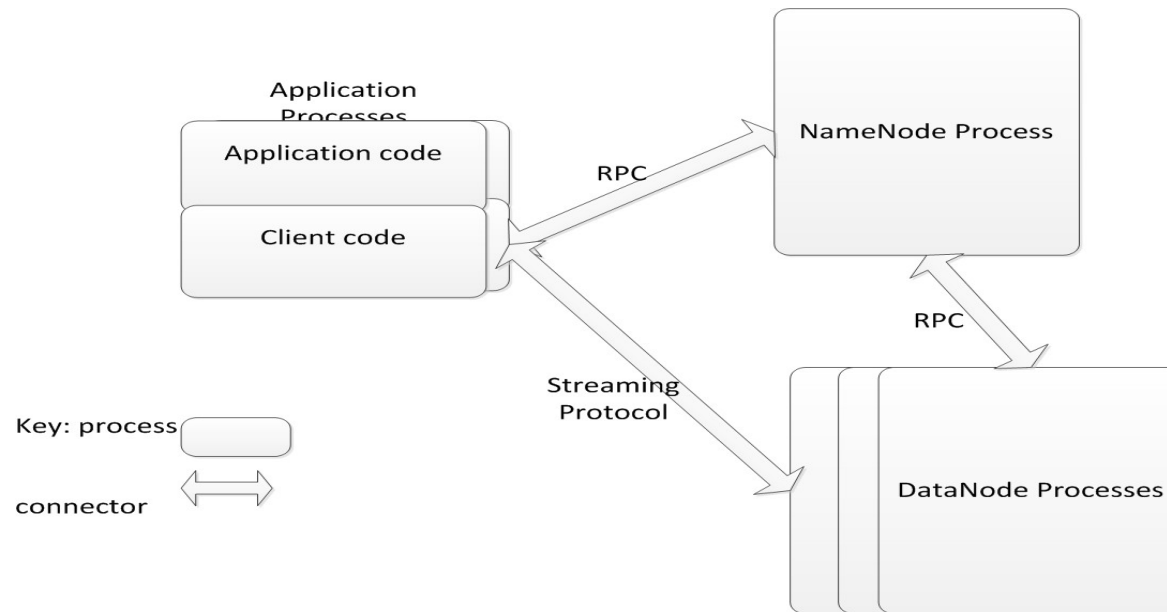 Application
Processes
Application code
Client code
RPC
NameNode Process
RPC
Streaming
Protocol
DataNode Processes
Key: process
connector